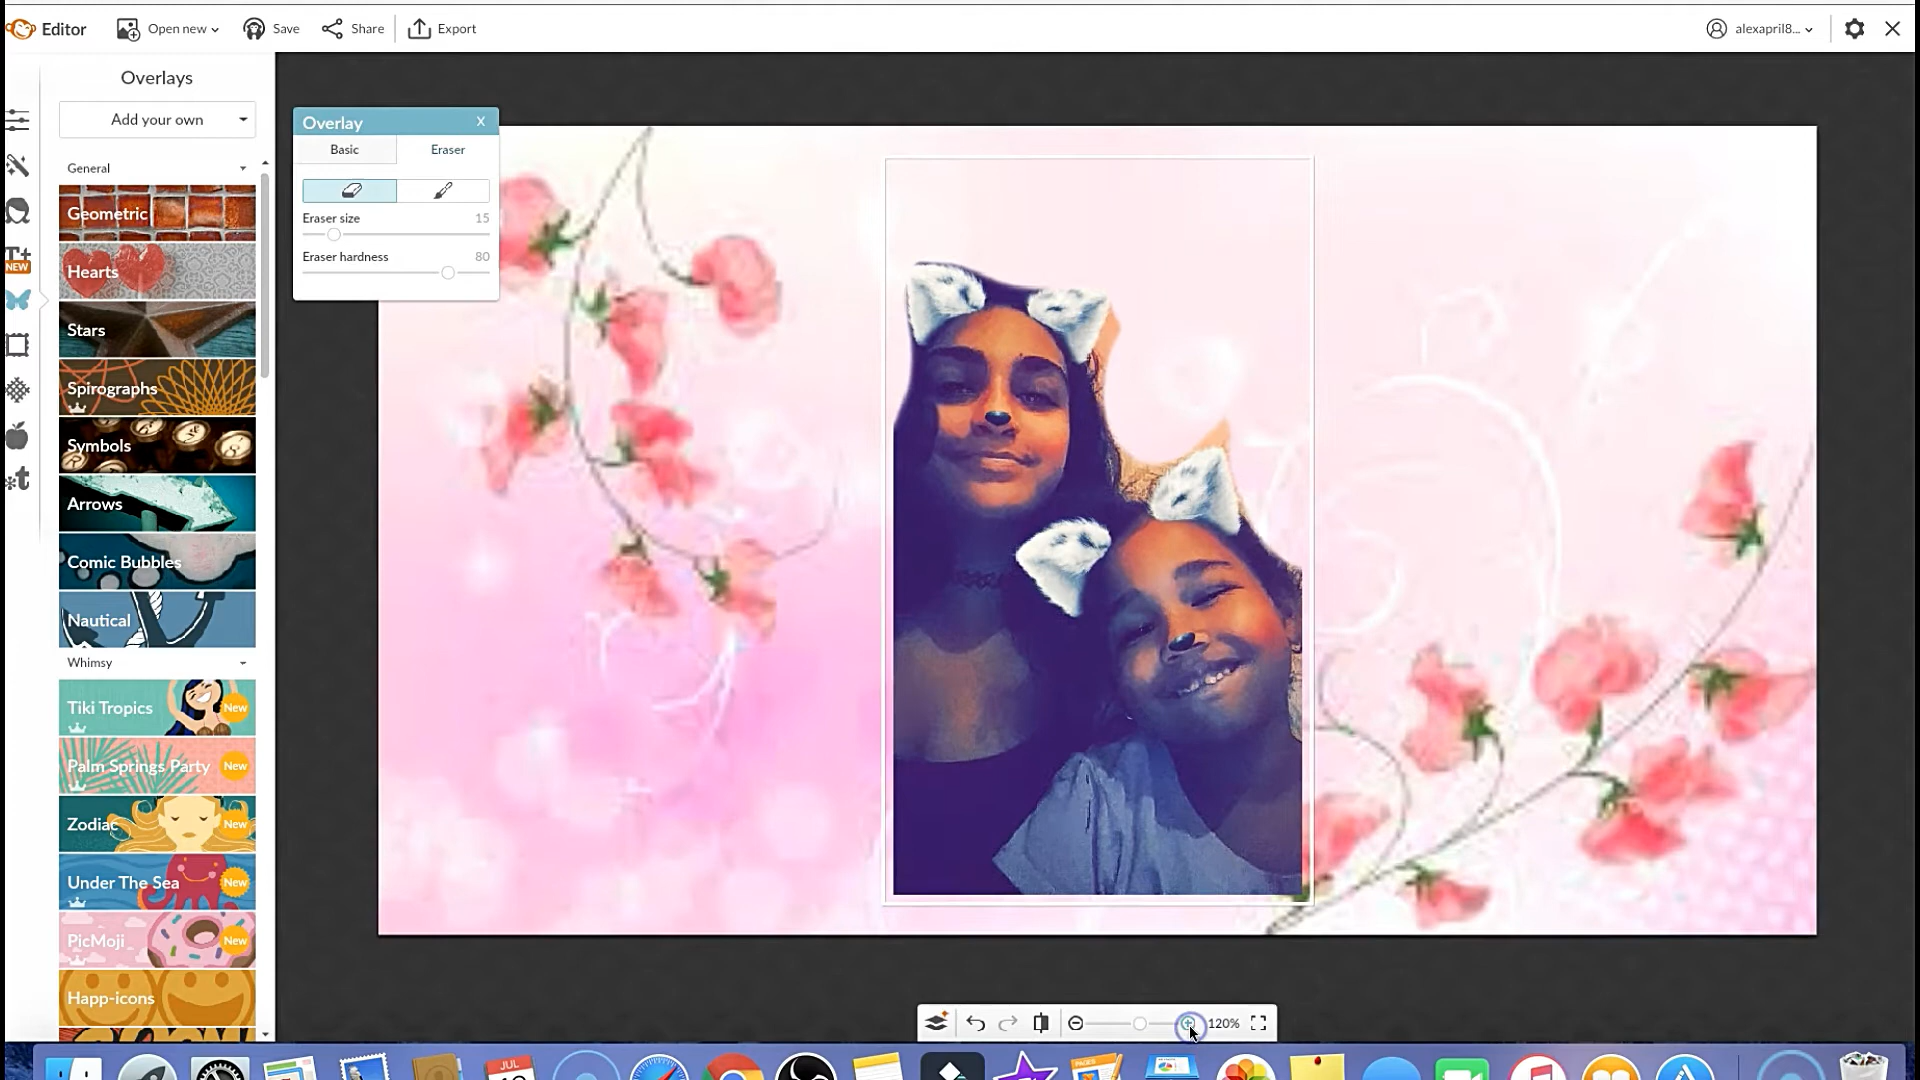 Editor
Open new
Save
Share
Export
alexapril8...
Overlays
Add your own
General
Geometric
Hearts
Stars
Spirographs
Symbols
Arrows
Comic Bubbles
Nautical
Whimsy
Tiki Tropics
New
Palm Springs Party
New
Zodiac
New
Under The Sea
New
PicMoji
New
Happ-icons
T+
NEW
t
Overlay
X
Basic
Eraser
Eraser size
15
Eraser hardness
80
120%
JUL
PAGES